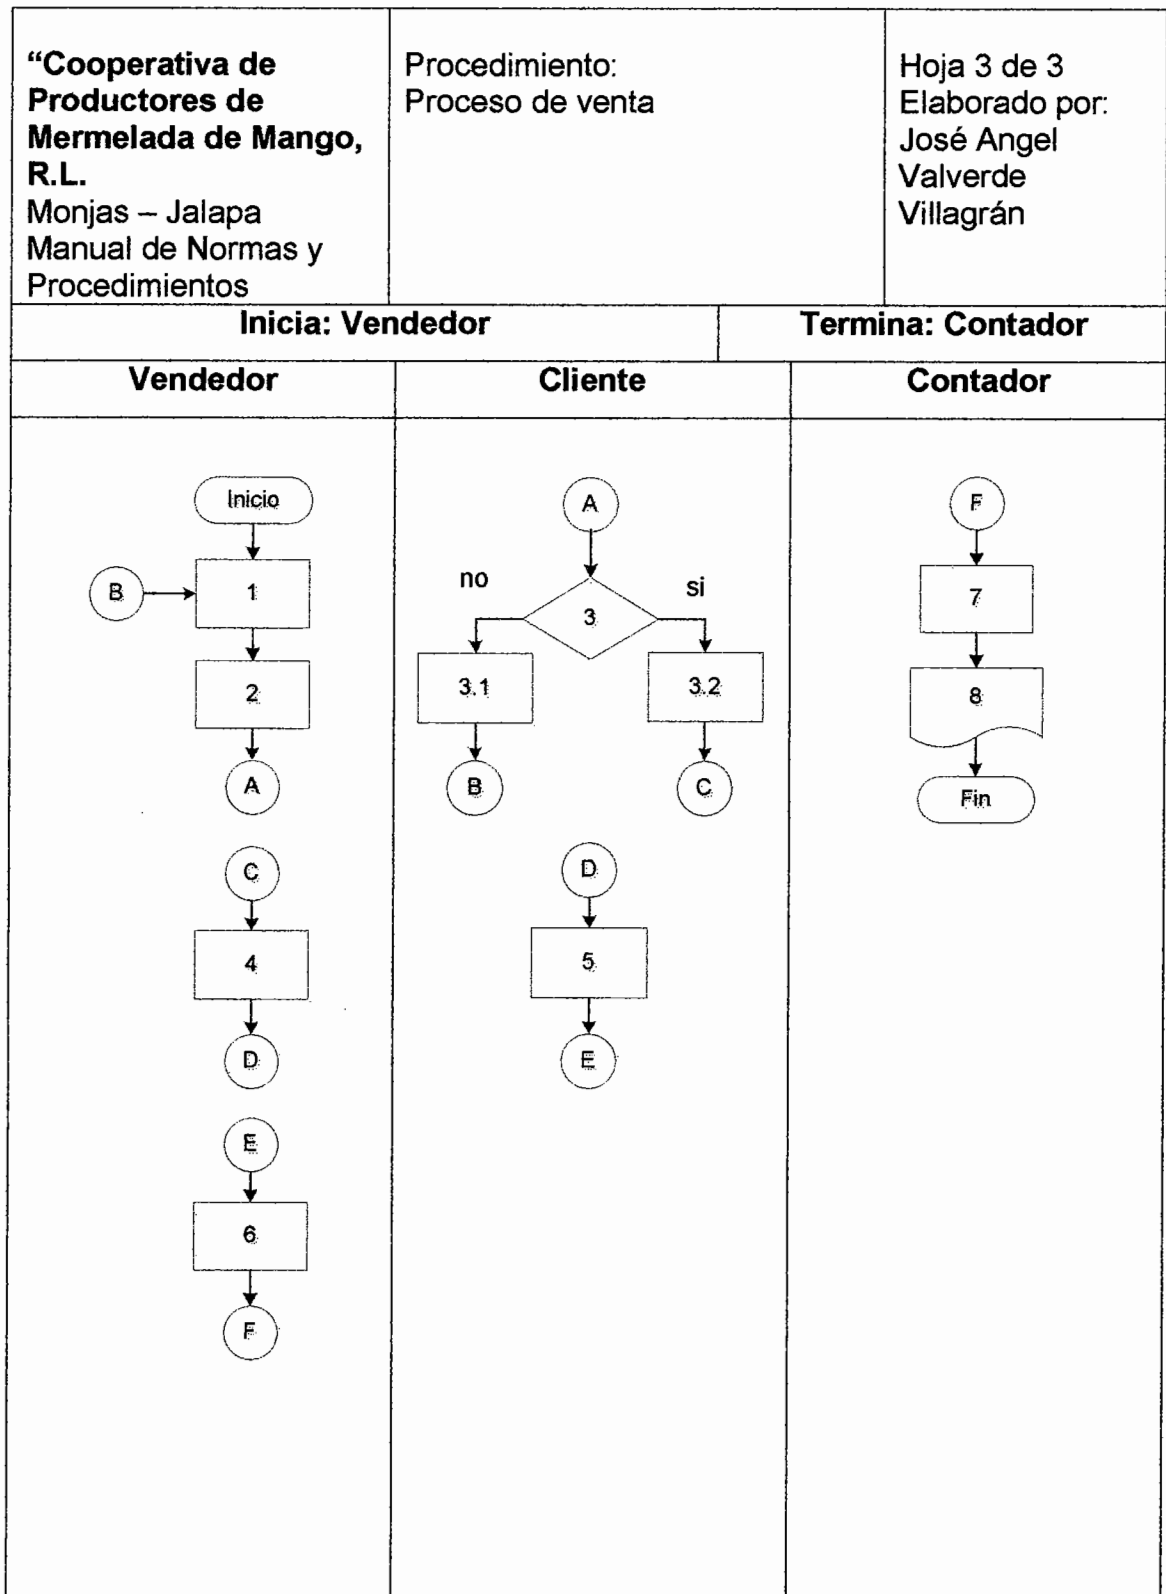 “Cooperativa de
Productores de
Mermelada de Mango,
R.L.
Monjas – Jalapa
Manual de Normas y
Procedimientos
Procedimiento:
Proceso de venta
Hoja 3 de 3
Elaborado por:
José Angel
Valverde
Villagrán
Inicia: Vendedor
Termina: Contador
Vendedor
Cliente
Contador
Inicio
B
1
2
A
C
4
D
E
6
F
A
no
si
3
3.1
3.2
B
C
D
5
E
F
7
8
Fin